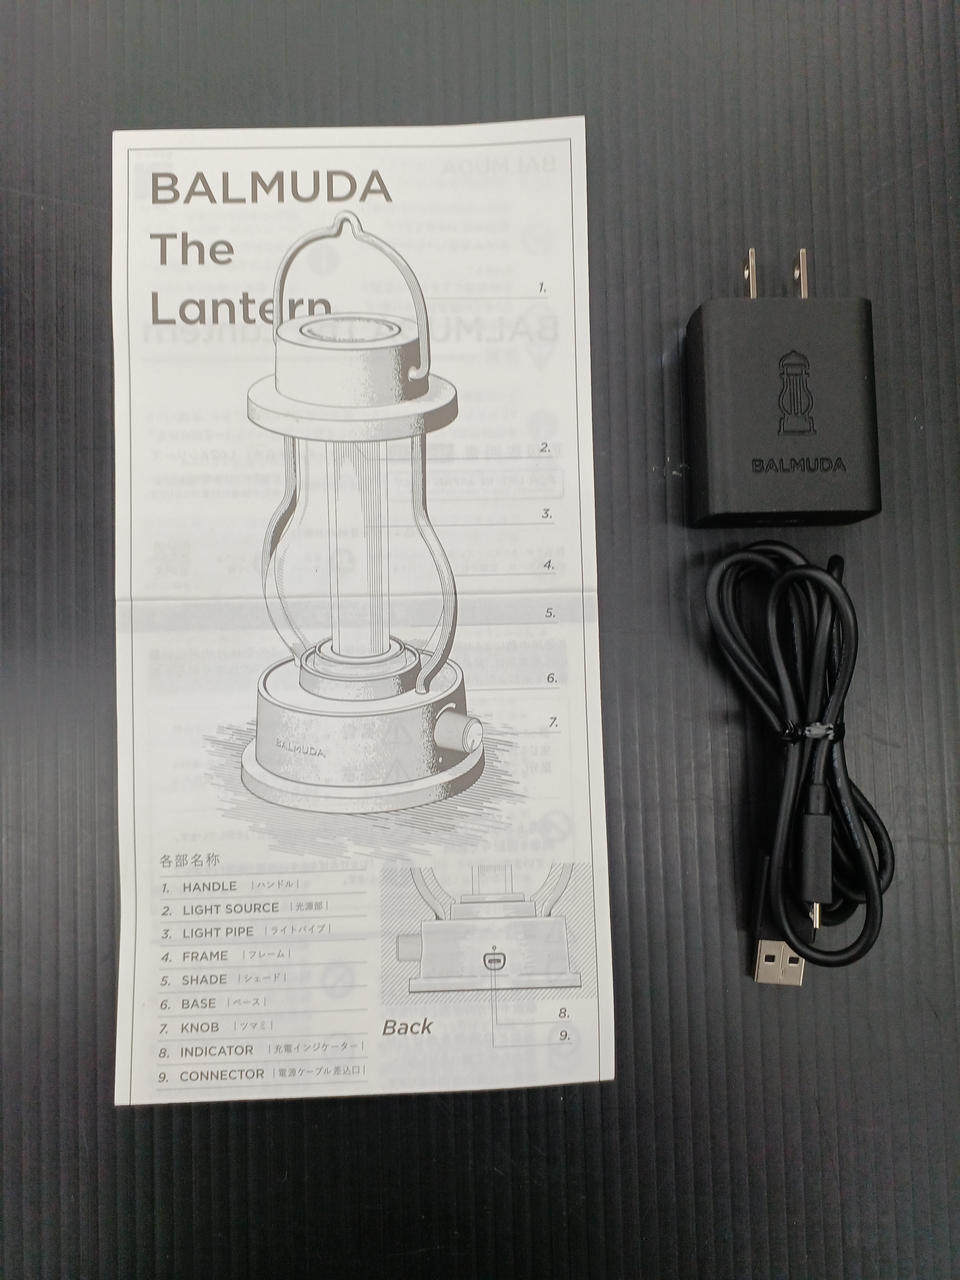 BALMUDA
The
Lantern
1.
2.
3.
4.
5.
6.
7.
BALMUDA
各部名称
1. HANDLE |ハンドル|
2. LIGHT SOURCE |光源部|
3. LIGHT PIPE |ライトパイプ|
4. FRAME |フレーム|
5. SHADE |シェード|
6. BASE |ベース|
7. KNOB |ツマミ|
8. INDICATOR |充電インジケーター|
9. CONNECTOR |電源ケーブル差込口|
8.
9.
Back
BALMUDA